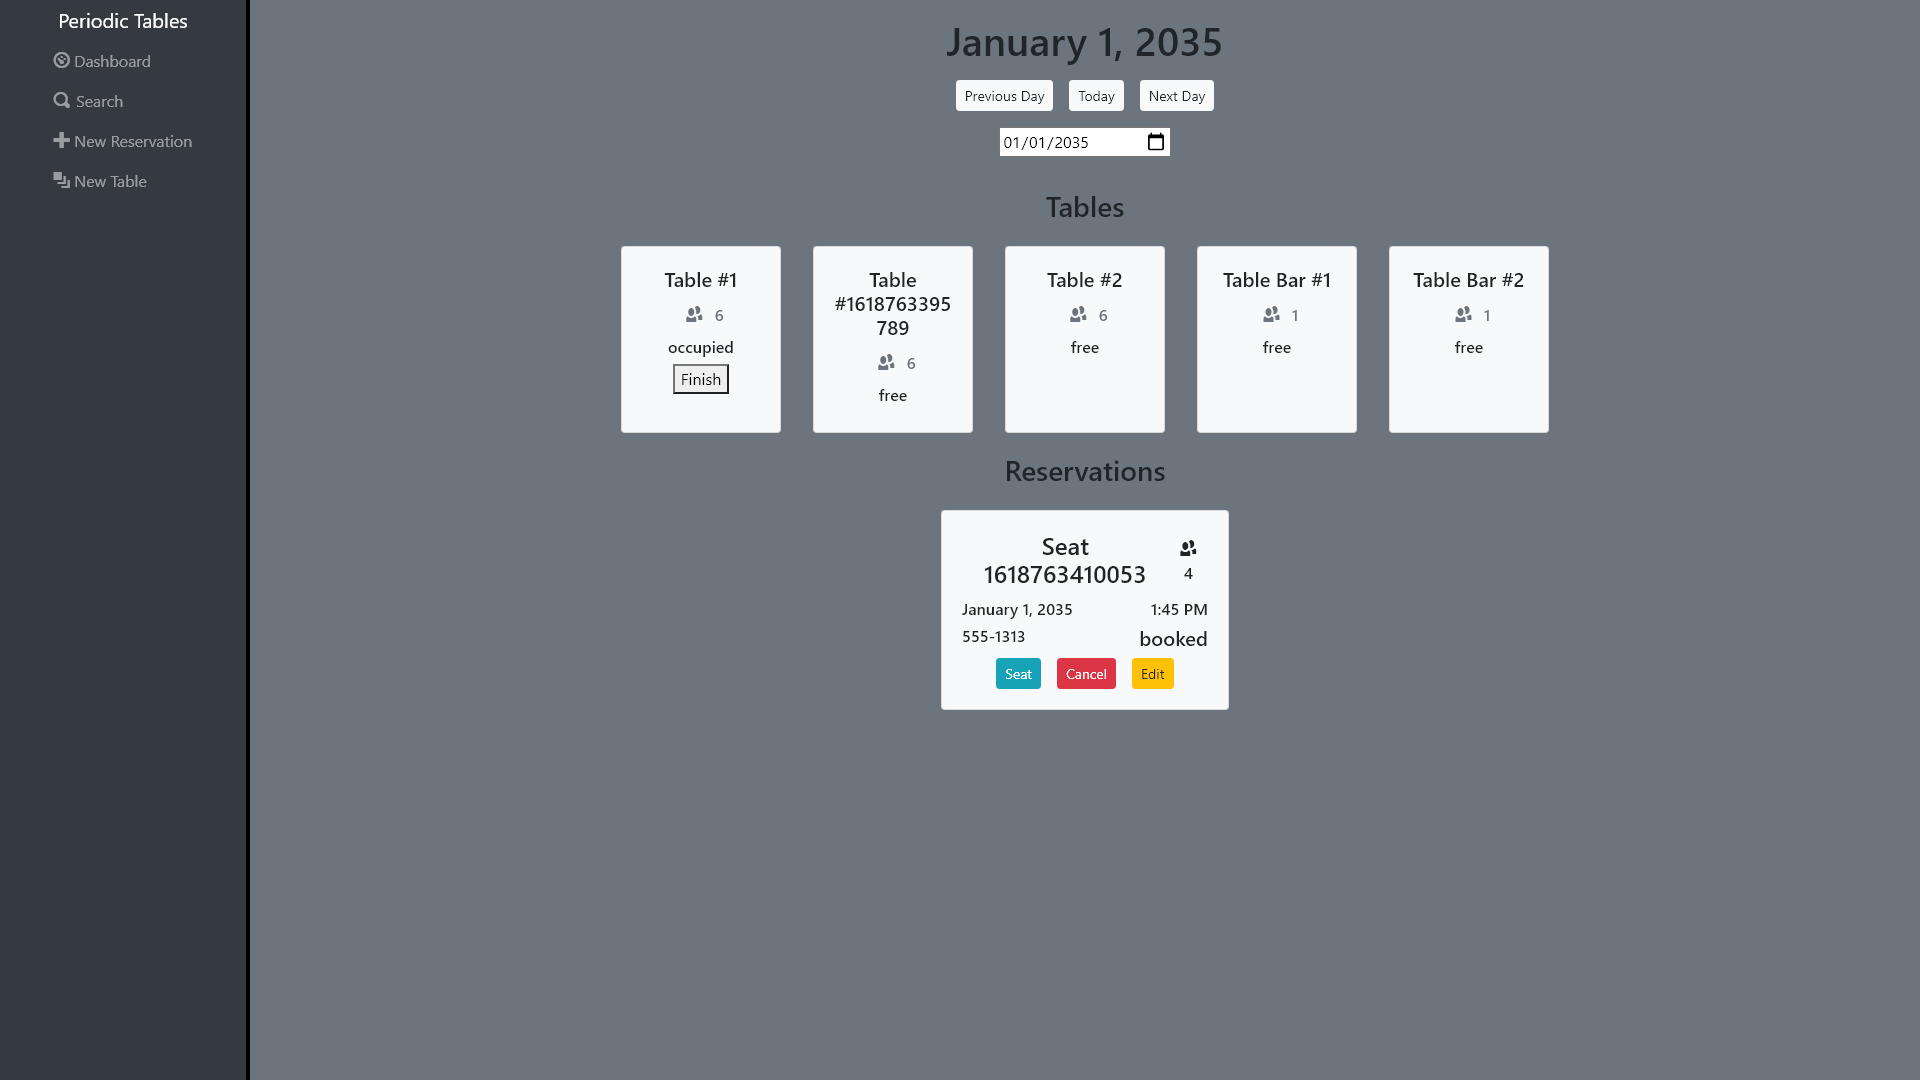 Periodic Tables
Dashboard
Search
New Reservation
New Table
January 1, 2035
Previous Day
Today
Next Day
01/01/2035
Tables
Table #1
6
occupied
Finish
Table
#1618763395
789
6
free
Table #2
6
free
Table Bar #1
1
free
Table Bar #2
1
free
Reservations
Seat
1618763410053
4
January 1, 2035
1:45 PM
555-1313
booked
Seat
Cancel
Edit